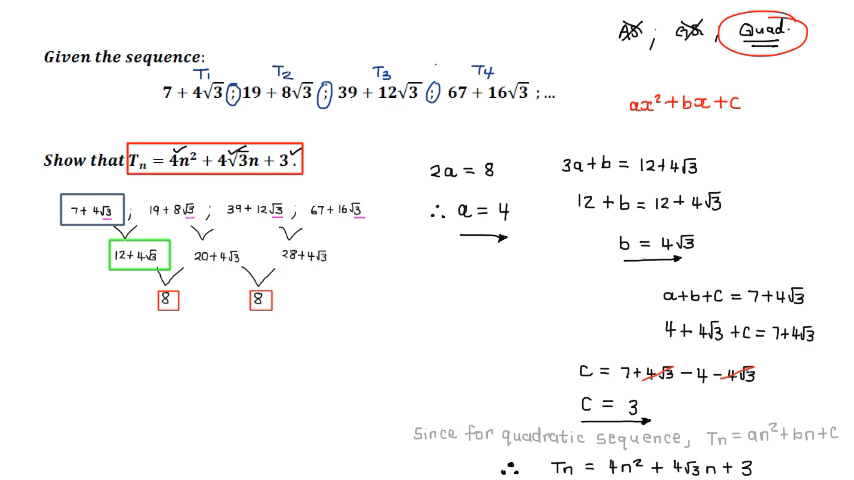 A̶S̶ ; G̶S̶ , Quad.
Given the sequence:
T1 T2 T3 T4
7 + 4√3 ; 19 + 8√3 ; 39 + 12√3 ; 67 + 16√3 ; ...
ax² + bx + c
Show that Tₙ = 4n² + 4√3n + 3 .
7 + 4√3 ; 19 + 8√3 ; 39 + 12√3 ; 67 + 16√3
12 + 4√3 20 + 4√3 28 + 4√3
8 8
2a = 8
∴ a = 4
3a + b = 12 + 4√3
12 + b = 12 + 4√3
b = 4√3
a + b + c = 7 + 4√3
4 + 4√3 + c = 7 + 4√3
c = 7 + 4√3 - 4 - 4√3
c = 3
Since for quadratic sequence, Tn = an² + bn + c
∴ Tn = 4n² + 4√3n + 3